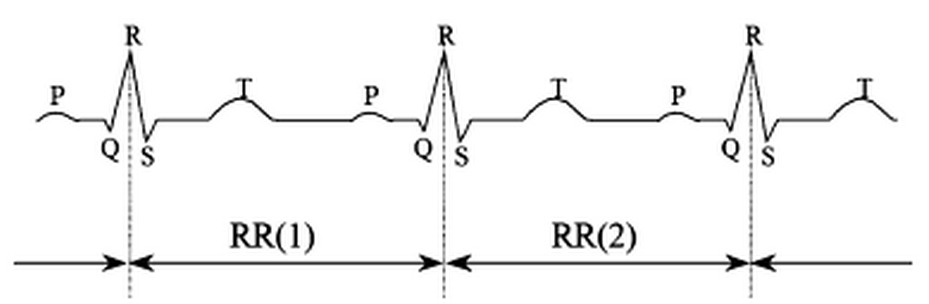 R R R
P T P T P T
Q S Q S Q S
RR(1) RR(2)